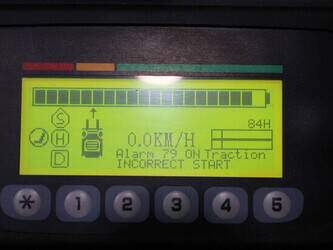 84H
S
H
D
0.0KM/H
Alarm 79 ON Traction
INCORRECT START
* 1 2 3 4 5